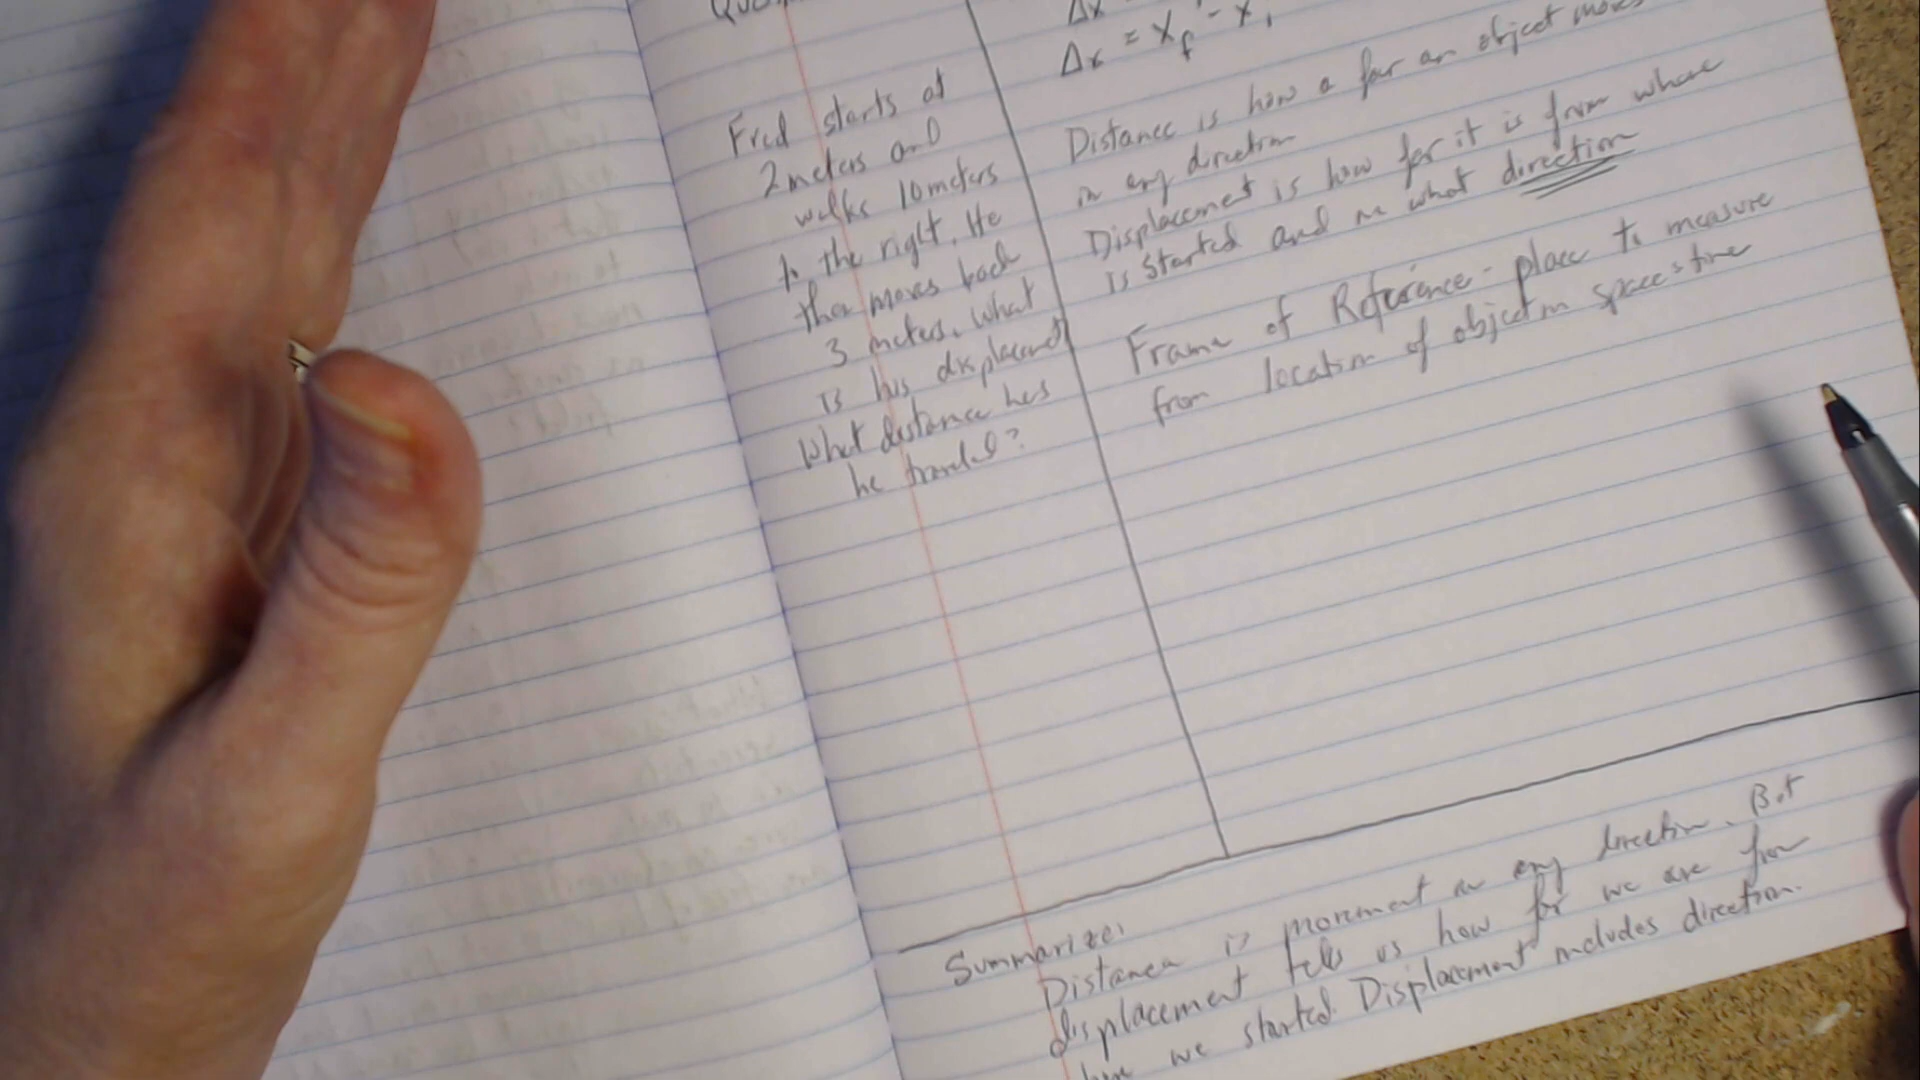 Fred starts at
2 meters and
walks 10 meters
to the right. He
then moves back
3 meters. What
is his displacement
What distance has
he traveled?
Δx
Δx = x_f - x_i
Distance is how a far an object moves
in any direction
Displacement is how far it is from where
is started and in what direction
Frame of Reference - place to measure
from location of object in space & time
Summarize:
Distance is movement in any direction. But
displacement tells us how far we are from
we started. Displacement includes direction.